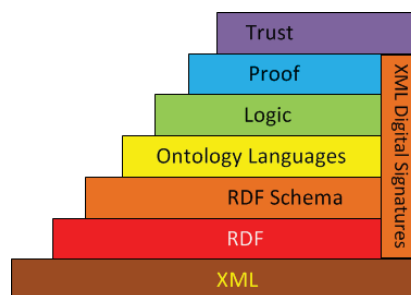 Trust
Proof
Logic
Ontology Languages
RDF Schema
RDF
XML
XML Digital Signatures